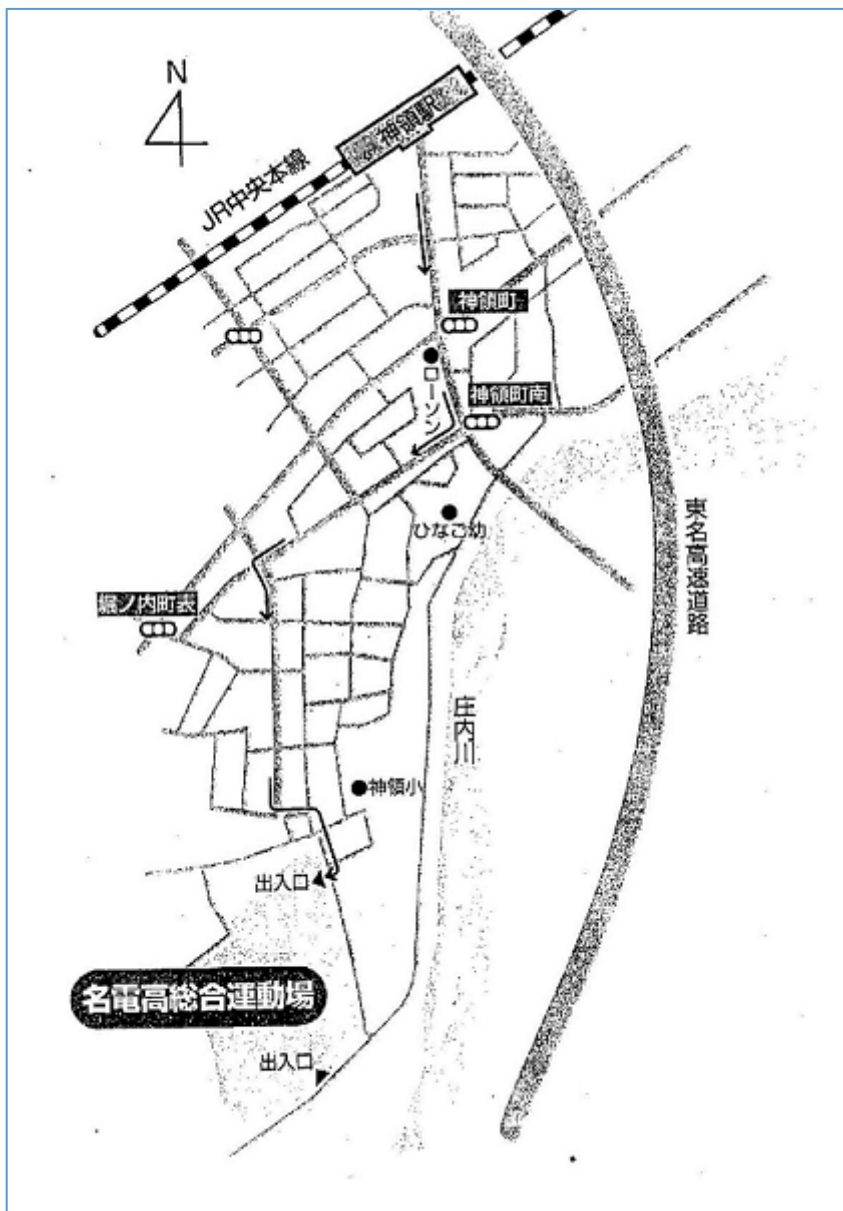 N
神領駅
JR中央本線
神領町
ローソン
神領町南
ひなご幼
東名高速道路
堀ノ内町表
庄内川
神領小
出入口
名電高総合運動場
出入口